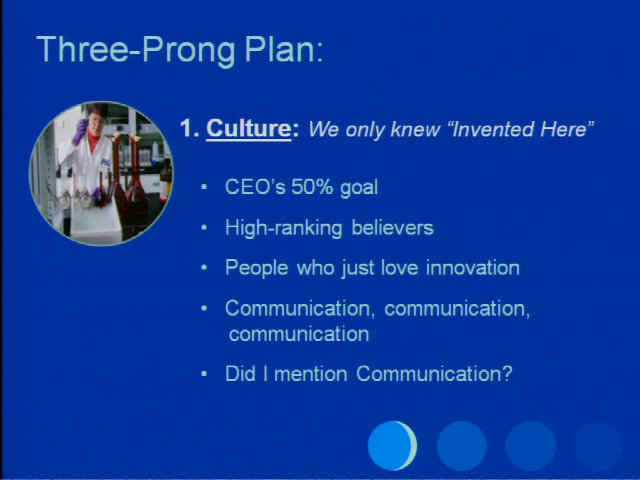 Three-Prong Plan:
1. Culture: We only knew “Invented Here”
• CEO’s 50% goal
• High-ranking believers
• People who just love innovation
• Communication, communication,
communication
• Did I mention Communication?